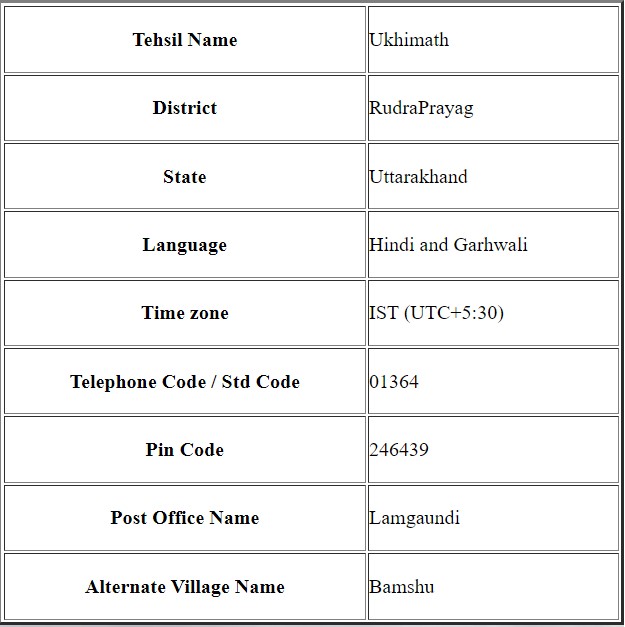 Tehsil Name Ukhimath
District RudraPrayag
State Uttarakhand
Language Hindi and Garhwali
Time zone IST (UTC+5:30)
Telephone Code / Std Code 01364
Pin Code 246439
Post Office Name Lamgaundi
Alternate Village Name Bamshu